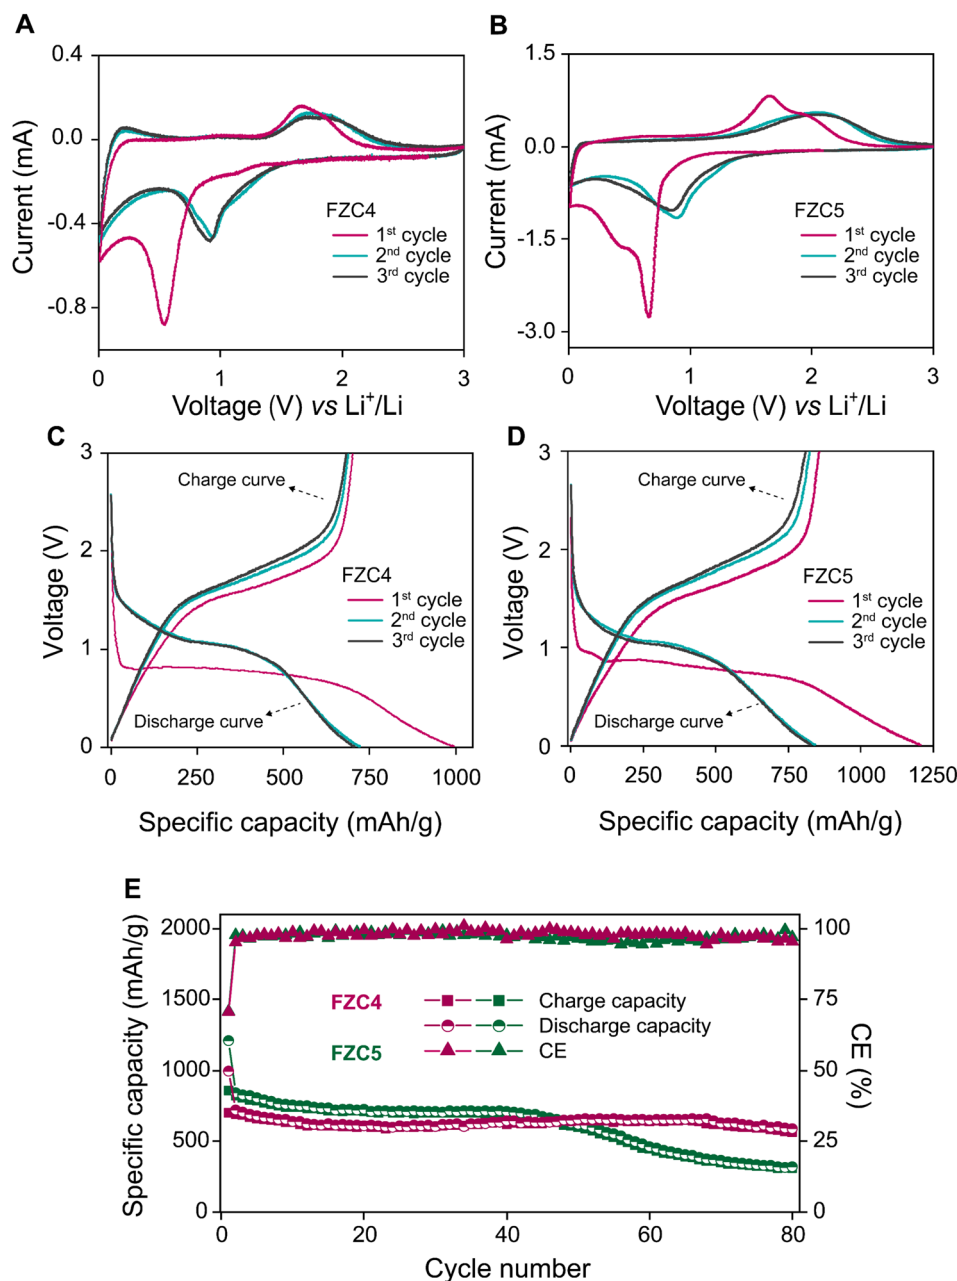 A
0.4
0.0
-0.4
-0.8
Current (mA)
FZC4
1st cycle
2nd cycle
3rd cycle
0
1
2
3
Voltage (V) vs Li+/Li
B
1.5
0.0
-1.5
-3.0
Current (mA)
FZC5
1st cycle
2nd cycle
3rd cycle
0
1
2
3
Voltage (V) vs Li+/Li
C
3
2
1
0
Voltage (V)
Charge curve
FZC4
1st cycle
2nd cycle
3rd cycle
Discharge curve
0
250
500
750
1000
Specific capacity (mAh/g)
D
3
2
1
0
Voltage (V)
Charge curve
FZC5
1st cycle
2nd cycle
3rd cycle
Discharge curve
0
250
500
750
1000
1250
Specific capacity (mAh/g)
E
2000
1500
1000
500
0
Specific capacity (mAh/g)
FZC4
FZC5
Charge capacity
Discharge capacity
CE
100
75
50
25
0
CE (%)
0
20
40
60
80
Cycle number